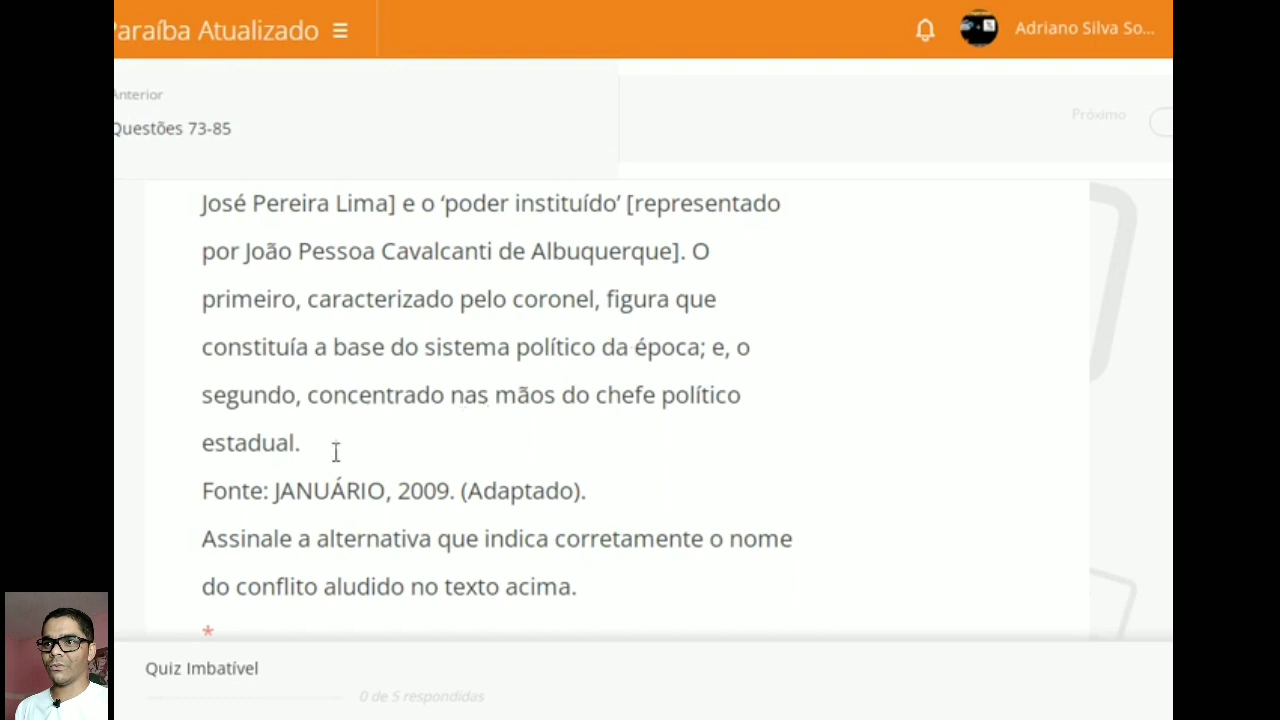 Paraíba Atualizado
Adriano Silva So...
Anterior
Questões 73-85
Próximo
José Pereira Lima] e o ‘poder instituído’ [representado
por João Pessoa Cavalcanti de Albuquerque]. O
primeiro, caracterizado pelo coronel, figura que
constituía a base do sistema político da época; e, o
segundo, concentrado nas mãos do chefe político
estadual.
Fonte: JANUÁRIO, 2009. (Adaptado).
Assinale a alternativa que indica corretamente o nome
do conflito aludido no texto acima.
*
Quiz Imbatível
0 de 5 respondidas